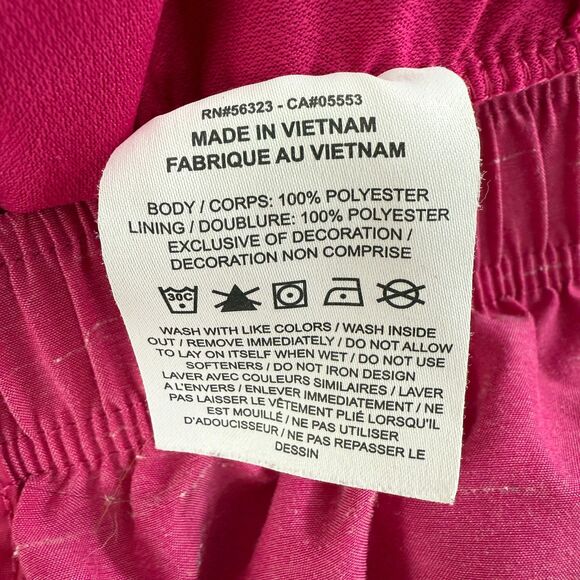 RN#56323 - CA#05553
MADE IN VIETNAM
FABRIQUE AU VIETNAM
BODY / CORPS: 100% POLYESTER
LINING / DOUBLURE: 100% POLYESTER
EXCLUSIVE OF DECORATION /
DECORATION NON COMPRISE
30C
WASH WITH LIKE COLORS / WASH INSIDE
OUT / REMOVE IMMEDIATELY / DO NOT ALLOW
TO LAY ON ITSELF WHEN WET / DO NOT USE
SOFTENERS / DO NOT IRON DESIGN
LAVER AVEC COULEURS SIMILAIRES / LAVER
A L'ENVERS / ENLEVER IMMEDIATEMENT / NE
PAS LAISSER LE VÊTEMENT PLIÉ LORSQU'IL
EST MOUILLÉ / NE PAS UTILISER
D'ADOUCISSEUR / NE PAS REPASSER LE
DESSIN